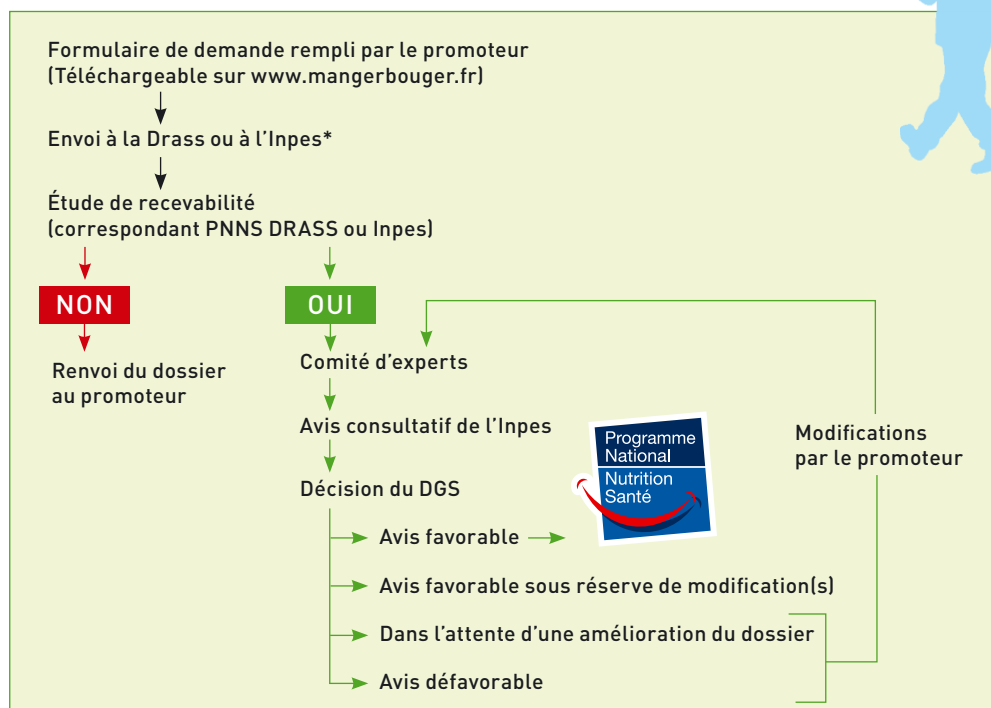 Formulaire de demande rempli par le promoteur
(Téléchargeable sur www.mangerbouger.fr)
Envoi à la Drass ou à l’Inpes*
Étude de recevabilité
(correspondant PNNS DRASS ou Inpes)
NON
OUI
Renvoi du dossier
au promoteur
Comité d’experts
Avis consultatif de l’Inpes
Décision du DGS
Programme
National
Nutrition
Santé
Modifications
par le promoteur
Avis favorable
Avis favorable sous réserve de modification(s)
Dans l’attente d’une amélioration du dossier
Avis défavorable